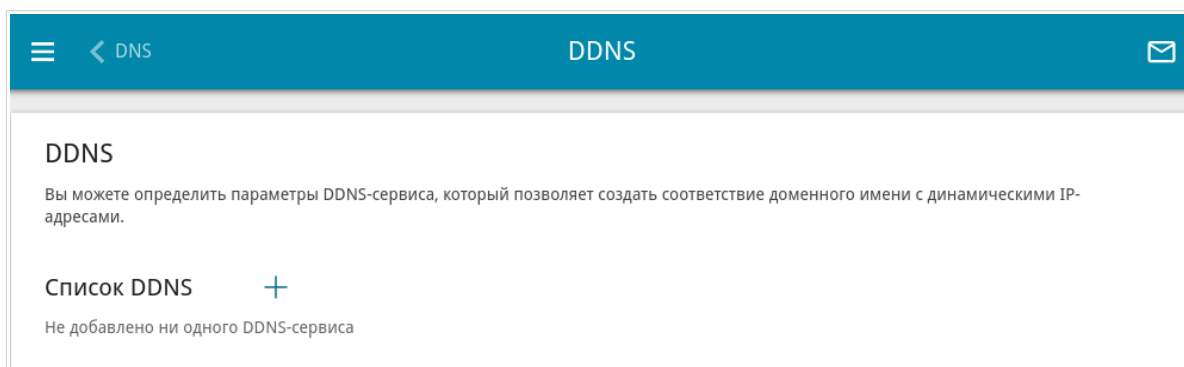 DNS
DDNS
DDNS
Вы можете определить параметры DDNS-сервиса, который позволяет создать соответствие доменного имени с динамическими IP-
адресами.
Список DDNS
Не добавлено ни одного DDNS-сервиса